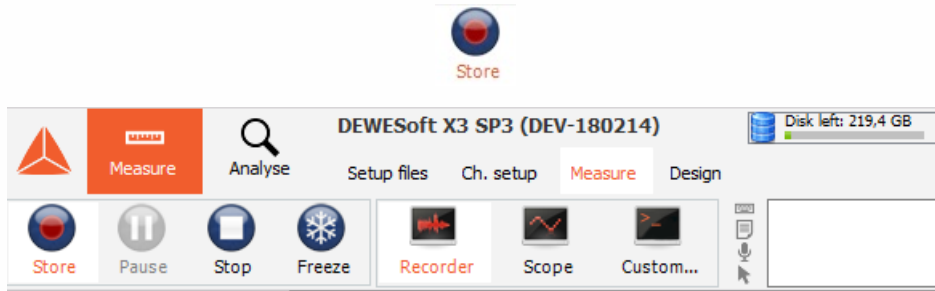 Store
DEWESoft X3 SP3 (DEV-180214)
Disk left: 219,4 GB
Measure
Analyse
Setup files
Ch. setup
Measure
Design
Store
Pause
Stop
Freeze
Recorder
Scope
Custom...